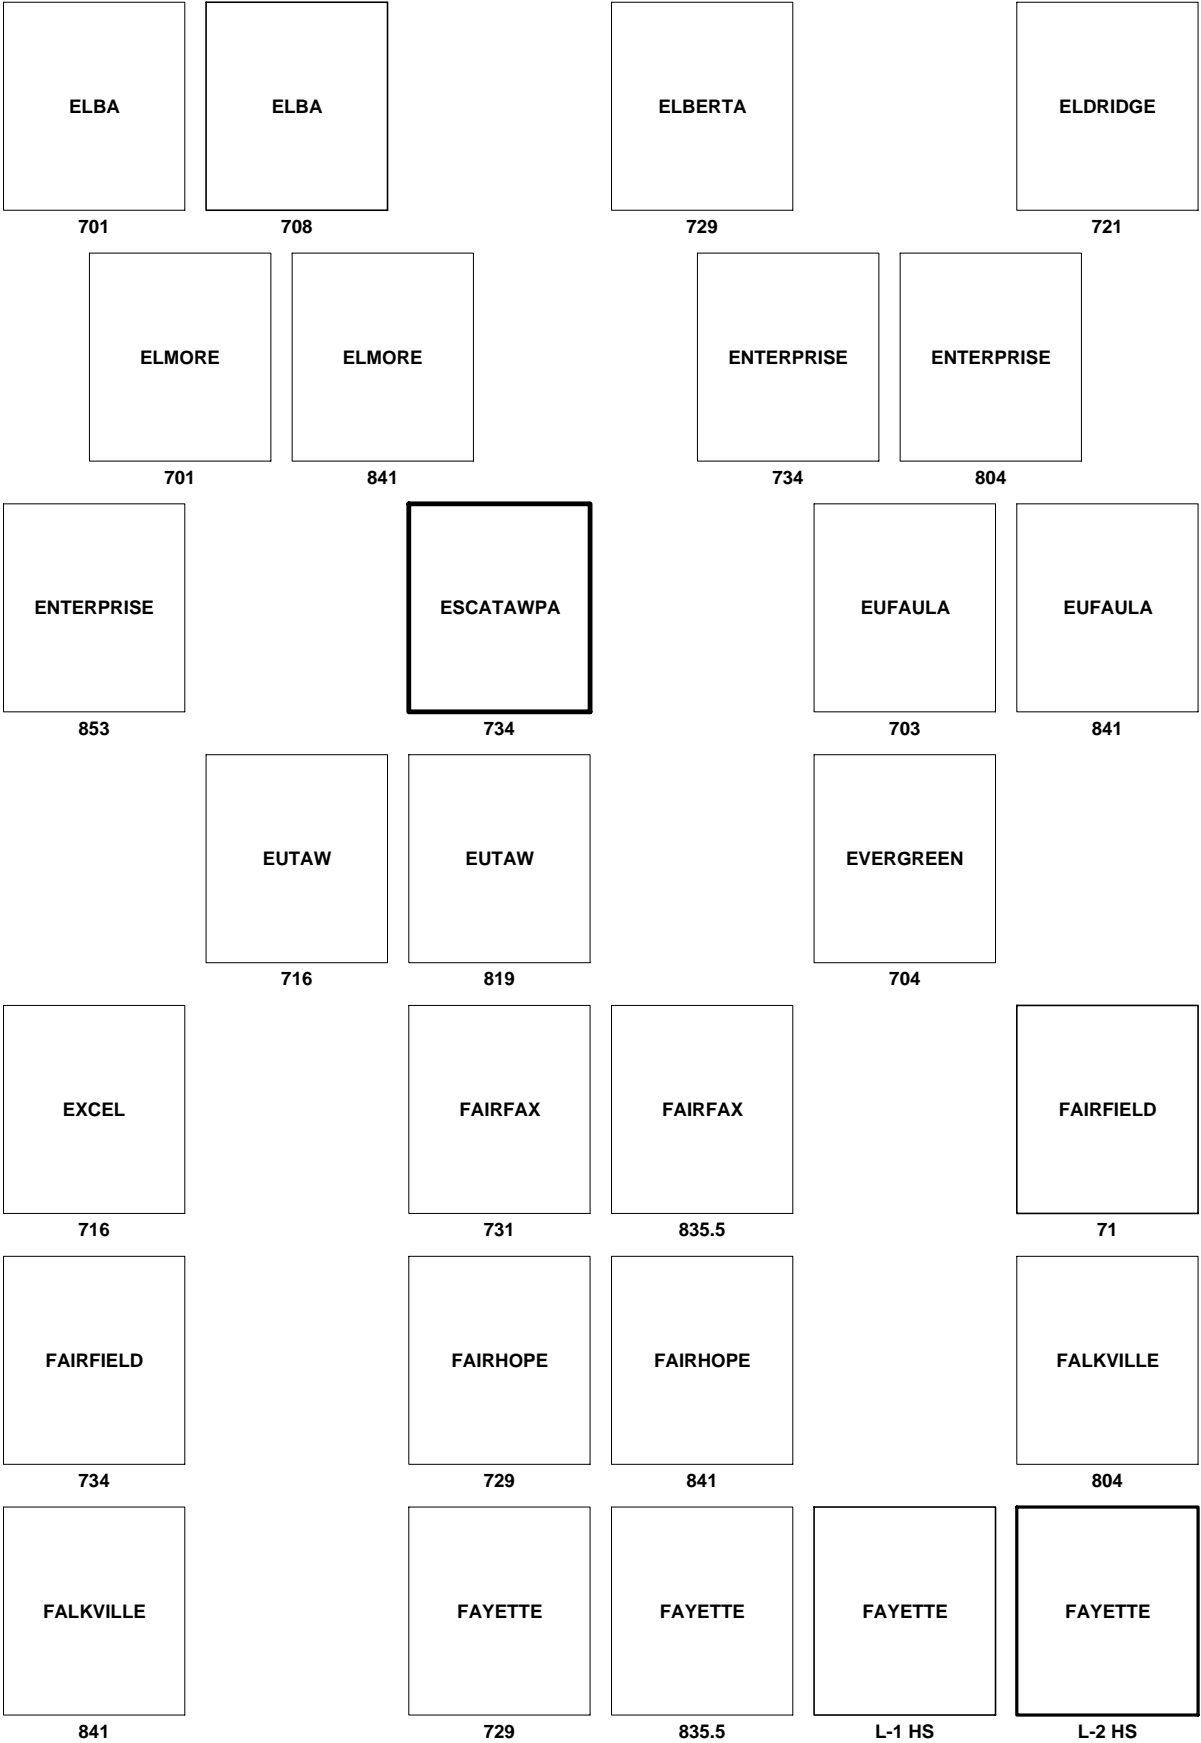 ELBA ELBA ELBERTA ELDRIDGE
701 708 729 721
ELMORE ELMORE ENTERPRISE ENTERPRISE
701 841 734 804
ENTERPRISE ESCATAWPA EUFAULA EUFAULA
853 734 703 841
EUTAW EUTAW EVERGREEN
716 819 704
EXCEL FAIRFAX FAIRFAX FAIRFIELD
716 731 835.5 71
FAIRFIELD FAIRHOPE FAIRHOPE FALKVILLE
734 729 841 804
FALKVILLE FAYETTE FAYETTE FAYETTE FAYETTE
841 729 835.5 L-1 HS L-2 HS